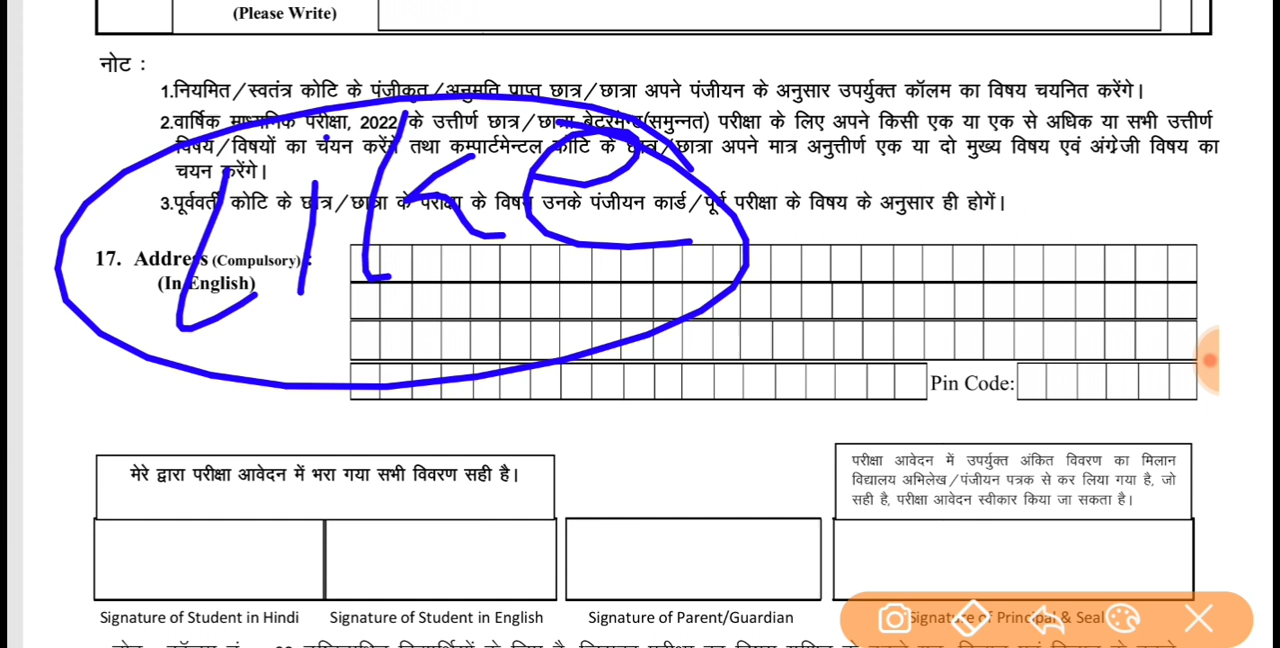 (Please Write)
नोट :
1.नियमित/स्वतंत्र कोटि के पंजीकृत/अनुमति प्राप्त छात्र/छात्रा अपने पंजीयन के अनुसार उपर्युक्त कॉलम का विषय चयनित करेंगे।
2.वार्षिक माध्यमिक परीक्षा, 2022 के उत्तीर्ण छात्र/छात्रा बेटरमेन्ट(समुन्नत) परीक्षा के लिए अपने किसी एक या एक से अधिक या सभी उत्तीर्ण
विषय/विषयों का चयन करेंगे तथा कम्पार्टमेन्टल कोटि के छात्र/छात्रा अपने मात्र अनुत्तीर्ण एक या दो मुख्य विषय एवं अंग्रेजी विषय का
चयन करेंगे।
3.पूर्ववर्ती कोटि के छात्र/छात्रा के परीक्षा के विषय उनके पंजीयन कार्ड/पूर्व परीक्षा के विषय के अनुसार ही होगें।
Like
17. Address (Compulsory) :
(In English)
Pin Code:
मेरे द्वारा परीक्षा आवेदन में भरा गया सभी विवरण सही है।
परीक्षा आवेदन में उपर्युक्त अंकित विवरण का मिलान
विद्यालय अभिलेख/पंजीयन पत्रक से कर लिया गया है, जो
सही है, परीक्षा आवेदन स्वीकार किया जा सकता है।
Signature of Student in Hindi
Signature of Student in English
Signature of Parent/Guardian
Signature of Principal & Seal